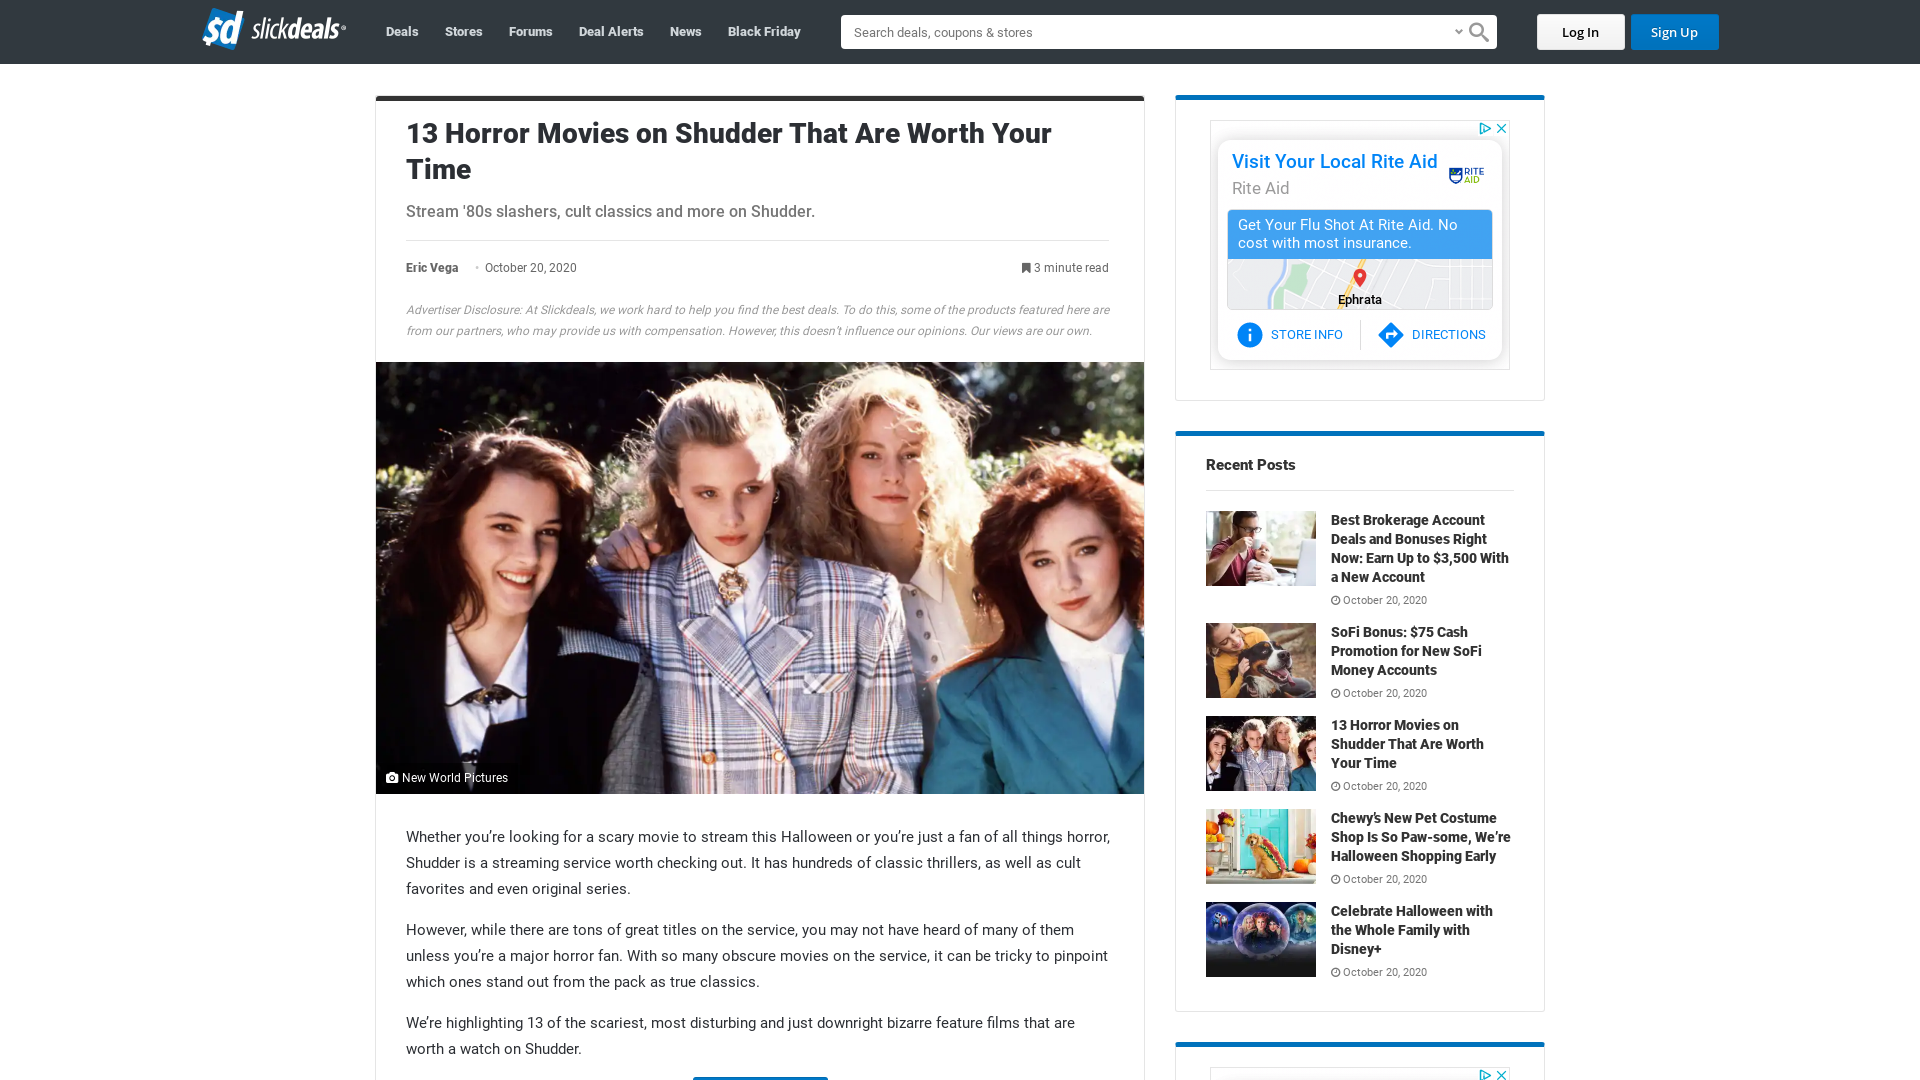 sd slickdeals
Deals
Stores
Forums
Deal Alerts
News
Black Friday
Search deals, coupons & stores
Log In
Sign Up
13 Horror Movies on Shudder That Are Worth Your
Time
Stream '80s slashers, cult classics and more on Shudder.
Eric Vega
October 20, 2020
3 minute read
Advertiser Disclosure: At Slickdeals, we work hard to help you find the best deals. To do this, some of the products featured here are
from our partners, who may provide us with compensation. However, this doesn't influence our opinions. Our views are our own.
New World Pictures
Whether you’re looking for a scary movie to stream this Halloween or you’re just a fan of all things horror,
Shudder is a streaming service worth checking out. It has hundreds of classic thrillers, as well as cult
favorites and even original series.
However, while there are tons of great titles on the service, you may not have heard of many of them
unless you’re a major horror fan. With so many obscure movies on the service, it can be tricky to pinpoint
which ones stand out from the pack as true classics.
We’re highlighting 13 of the scariest, most disturbing and just downright bizarre feature films that are
worth a watch on Shudder.
Visit Your Local Rite Aid
Rite Aid
RITE
AID
Get Your Flu Shot At Rite Aid. No
cost with most insurance.
Ephrata
STORE INFO
DIRECTIONS
Recent Posts
Best Brokerage Account
Deals and Bonuses Right
Now: Earn Up to $3,500 With
a New Account
October 20, 2020
SoFi Bonus: $75 Cash
Promotion for New SoFi
Money Accounts
October 20, 2020
13 Horror Movies on
Shudder That Are Worth
Your Time
October 20, 2020
Chewy’s New Pet Costume
Shop Is So Paw-some, We’re
Halloween Shopping Early
October 20, 2020
Celebrate Halloween with
the Whole Family with
Disney+
October 20, 2020